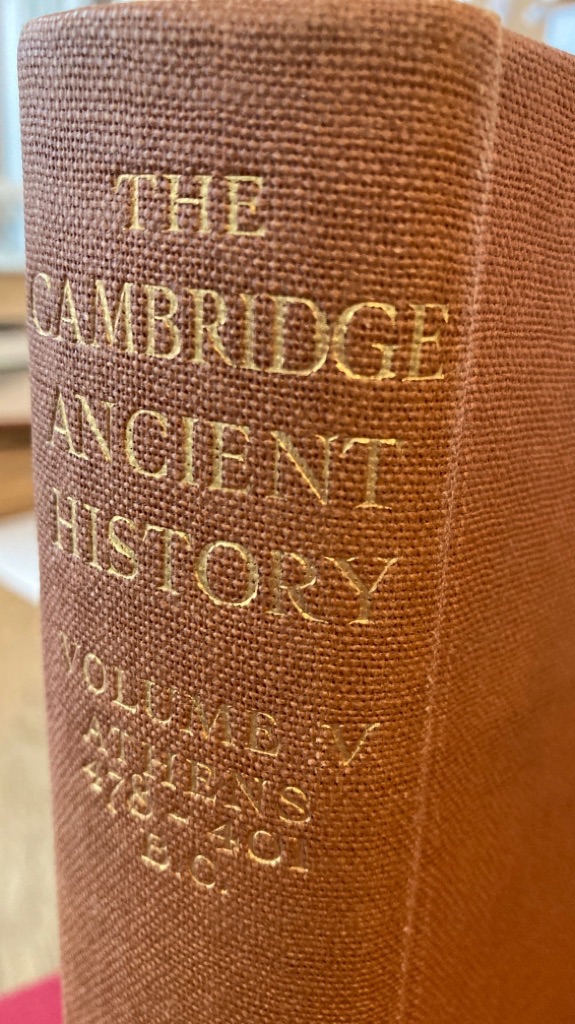 THE
CAMBRIDGE
ANCIENT
HISTORY
VOLUME V
ATHENS
478-401
B.C.